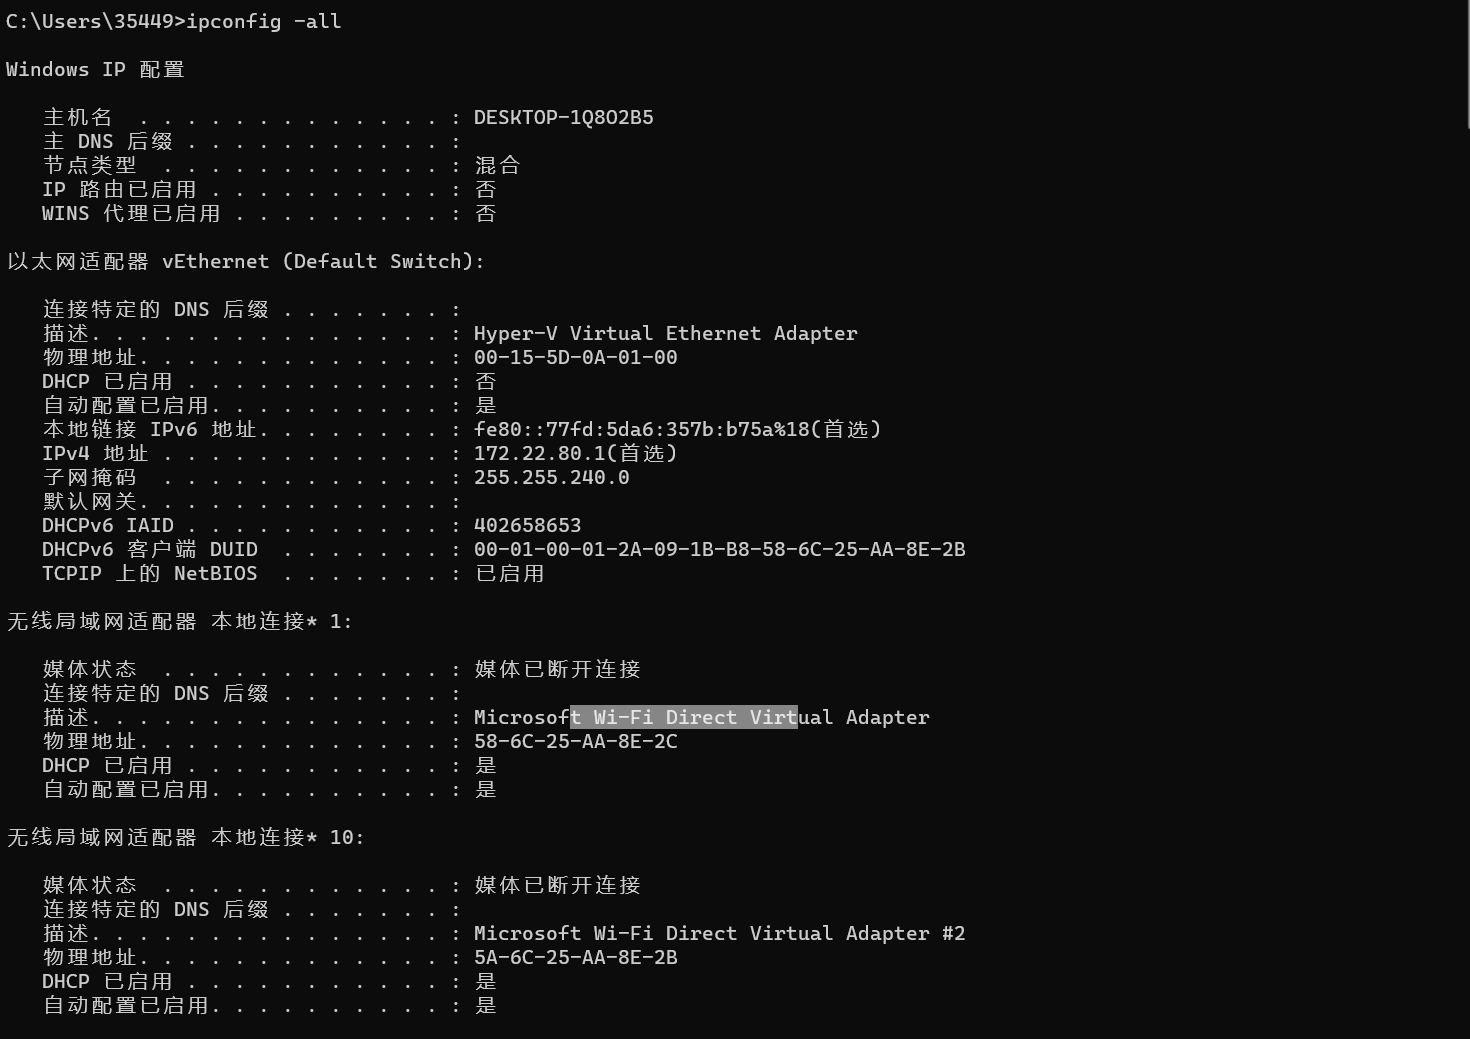 C:\Users\35449>ipconfig -all
Windows IP 配置
主机名 . . . . . . . . . . . . . : DESKTOP-1Q8O2B5
主 DNS 后缀 . . . . . . . . . . . :
节点类型 . . . . . . . . . . . . : 混合
IP 路由已启用 . . . . . . . . . . : 否
WINS 代理已启用 . . . . . . . . . : 否
以太网适配器 vEthernet (Default Switch):
连接特定的 DNS 后缀 . . . . . . . :
描述. . . . . . . . . . . . . . . : Hyper-V Virtual Ethernet Adapter
物理地址. . . . . . . . . . . . . : 00-15-5D-0A-01-00
DHCP 已启用 . . . . . . . . . . . : 否
自动配置已启用. . . . . . . . . . : 是
本地链接 IPv6 地址. . . . . . . . : fe80::77fd:5da6:357b:b75a%18(首选)
IPv4 地址 . . . . . . . . . . . . : 172.22.80.1(首选)
子网掩码 . . . . . . . . . . . . : 255.255.240.0
默认网关. . . . . . . . . . . . . :
DHCPv6 IAID . . . . . . . . . . . : 402658653
DHCPv6 客户端 DUID . . . . . . . : 00-01-00-01-2A-09-1B-B8-58-6C-25-AA-8E-2B
TCPIP 上的 NetBIOS . . . . . . . : 已启用
无线局域网适配器 本地连接* 1:
媒体状态 . . . . . . . . . . . . : 媒体已断开连接
连接特定的 DNS 后缀 . . . . . . . :
描述. . . . . . . . . . . . . . . : Microsoft Wi-Fi Direct Virtual Adapter
物理地址. . . . . . . . . . . . . : 58-6C-25-AA-8E-2C
DHCP 已启用 . . . . . . . . . . . : 是
自动配置已启用. . . . . . . . . . : 是
无线局域网适配器 本地连接* 10:
媒体状态 . . . . . . . . . . . . : 媒体已断开连接
连接特定的 DNS 后缀 . . . . . . . :
描述. . . . . . . . . . . . . . . : Microsoft Wi-Fi Direct Virtual Adapter #2
物理地址. . . . . . . . . . . . . : 5A-6C-25-AA-8E-2B
DHCP 已启用 . . . . . . . . . . . : 是
自动配置已启用. . . . . . . . . . : 是